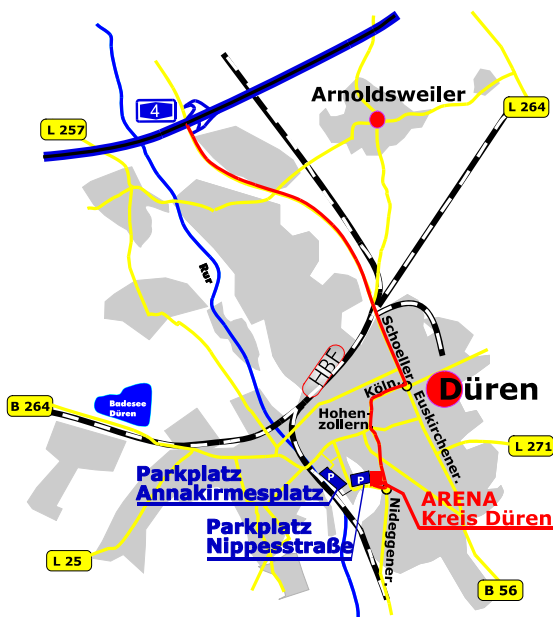 Arnoldsweiler
4
L 264
L 257
Rur
Schoeller.
HBF
Köln.
Düren
Badesee
Düren
B 264
Hohen-
zollern.
Euskirchener.
L 271
Parkplatz
Annakirmesplatz
P
P
ARENA
Kreis Düren
Parkplatz
Nippesstraße
Nideggener.
L 25
B 56